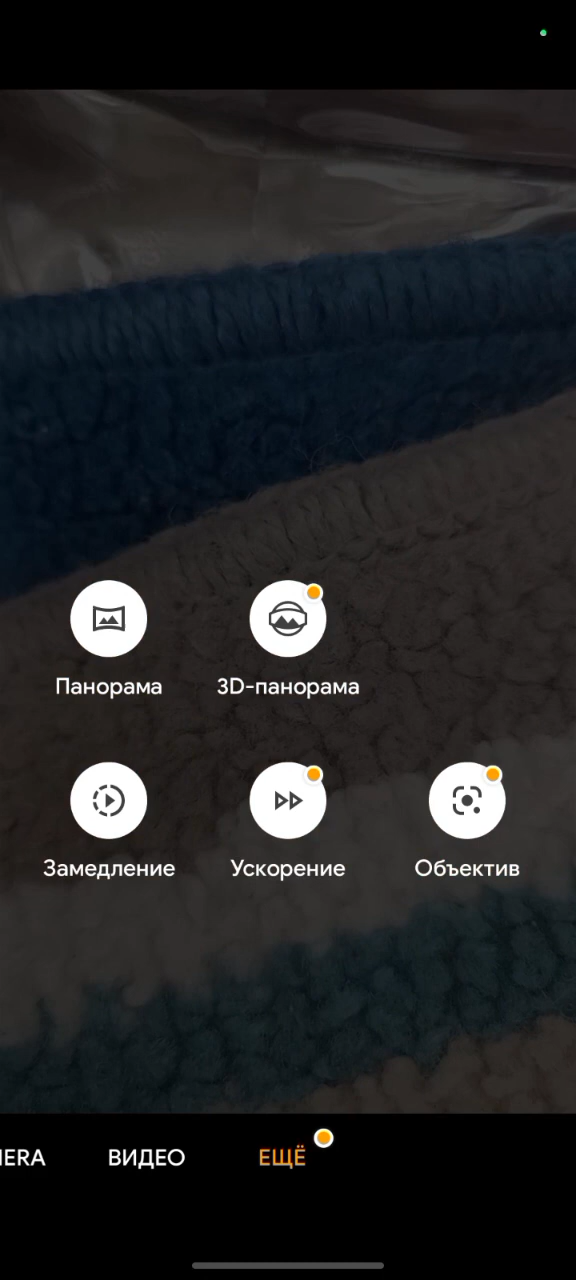 Панорама
3D-панорама
Замедление
Ускорение
Объектив
ВИДЕО
ЕЩЁ